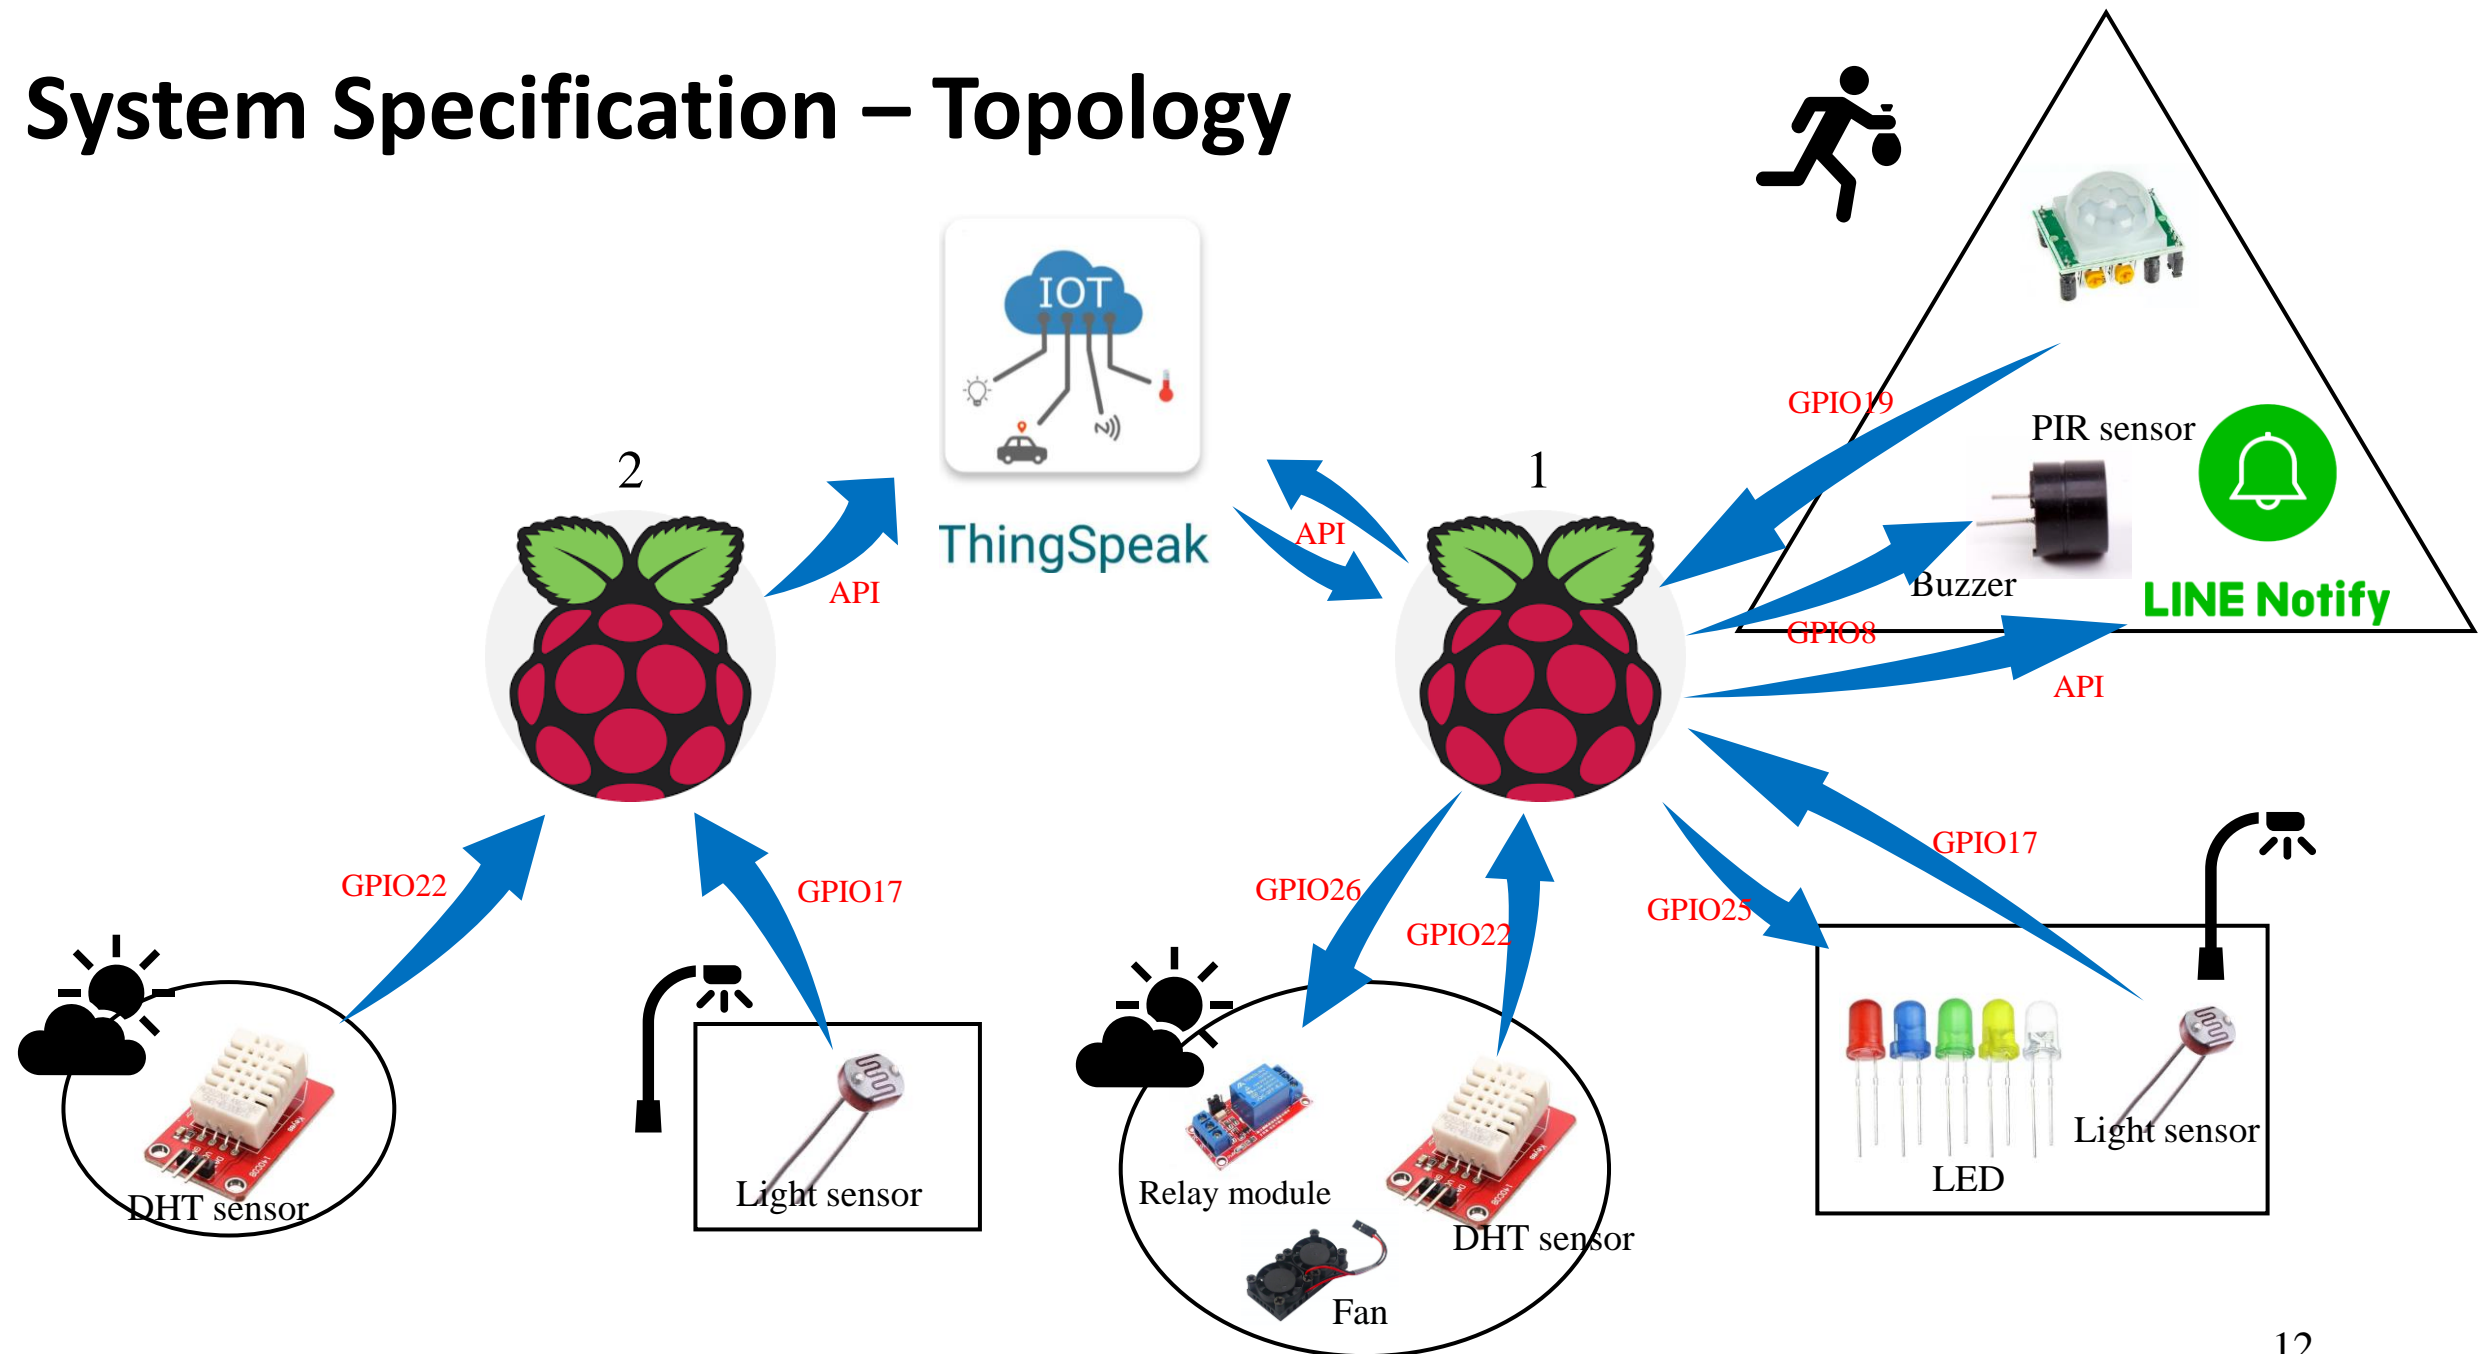 System Specification – Topology
IOT
ThingSpeak
2
1
API
API
GPIO19
PIR sensor
Buzzer
LINE Notify
GPIO8
API
GPIO22
GPIO17
GPIO26
GPIO22
GPIO25
GPIO17
DHT sensor
Light sensor
Relay module
DHT sensor
Fan
LED
Light sensor
12